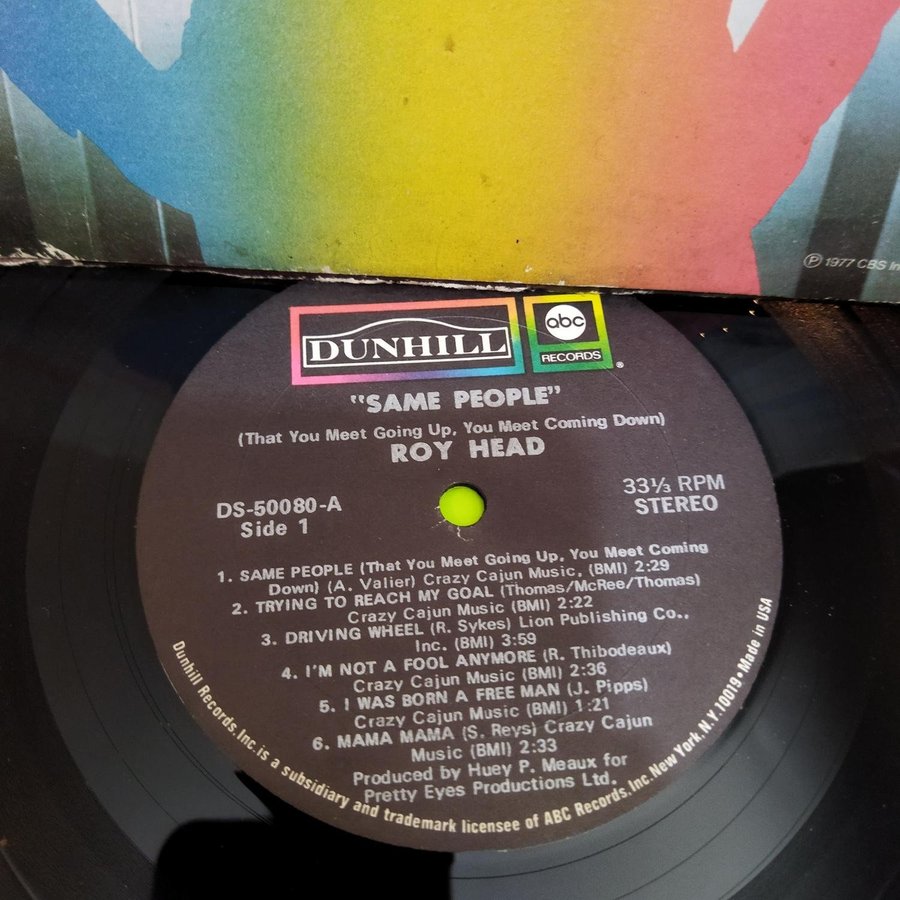 ℗ 1977 CBS In
DUNHILL
abc
RECORDS
®
"SAME PEOPLE"
(That You Meet Going Up, You Meet Coming Down)
ROY HEAD
DS-50080-A
Side 1
33⅓ RPM
STEREO
1. SAME PEOPLE (That You Meet Going Up, You Meet Coming
Down) (A. Valier) Crazy Cajun Music, (BMI) 2:29
2. TRYING TO REACH MY GOAL (Thomas/McRee/Thomas)
Crazy Cajun Music (BMI) 2:22
3. DRIVING WHEEL (R. Sykes) Lion Publishing Co.,
Inc. (BMI) 3:59
4. I'M NOT A FOOL ANYMORE (R. Thibodeaux)
Crazy Cajun Music (BMI) 2:36
5. I WAS BORN A FREE MAN (J. Pipps)
Crazy Cajun Music (BMI) 1:21
6. MAMA MAMA (S. Reys) Crazy Cajun
Music (BMI) 2:33
Produced by Huey P. Meaux for
Pretty Eyes Productions Ltd.
Dunhill Records, Inc. is a subsidiary and trademark licensee of ABC Records, Inc. New York, N.Y. 10019 • Made in USA